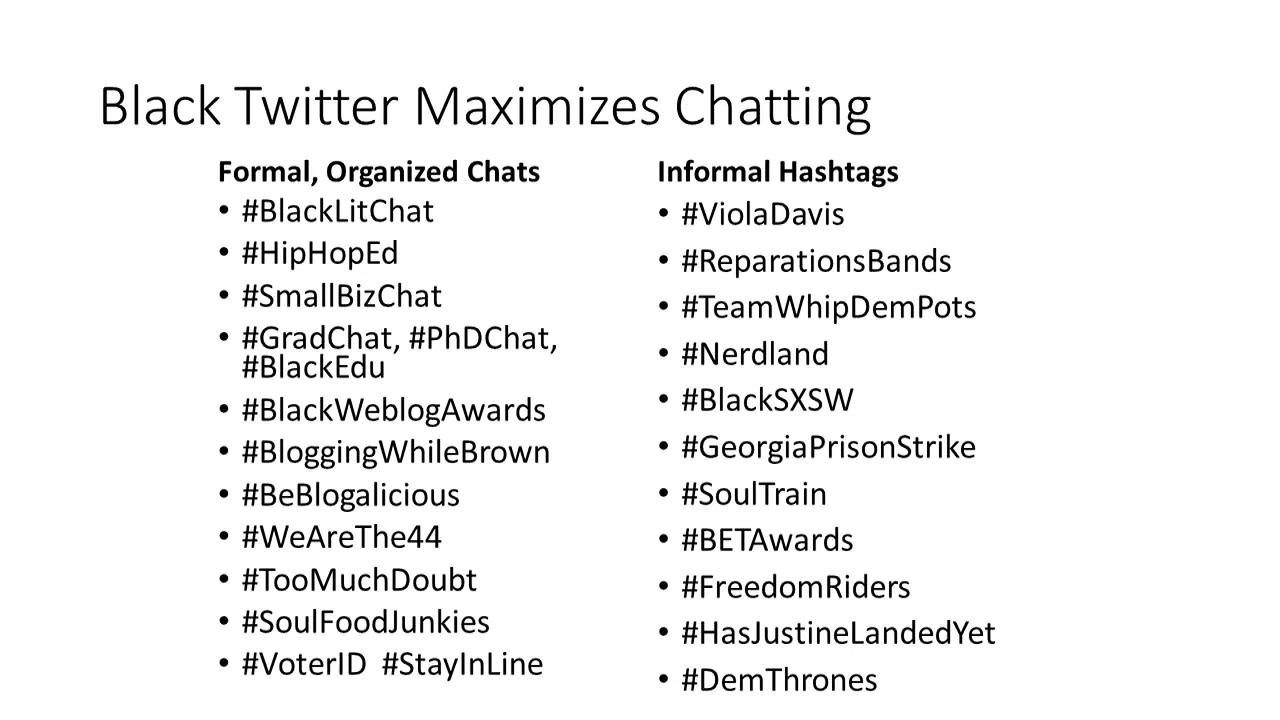 Black Twitter Maximizes Chatting
Formal, Organized Chats
• #BlackLitChat
• #HipHopEd
• #SmallBizChat
• #GradChat, #PhDChat,
#BlackEdu
• #BlackWeblogAwards
• #BloggingWhileBrown
• #BeBlogalicious
• #WeAreThe44
• #TooMuchDoubt
• #SoulFoodJunkies
• #VoterID #StayInLine
Informal Hashtags
• #ViolaDavis
• #ReparationsBands
• #TeamWhipDemPots
• #Nerdland
• #BlackSXSW
• #GeorgiaPrisonStrike
• #SoulTrain
• #BETAwards
• #FreedomRiders
• #HasJustineLandedYet
• #DemThrones